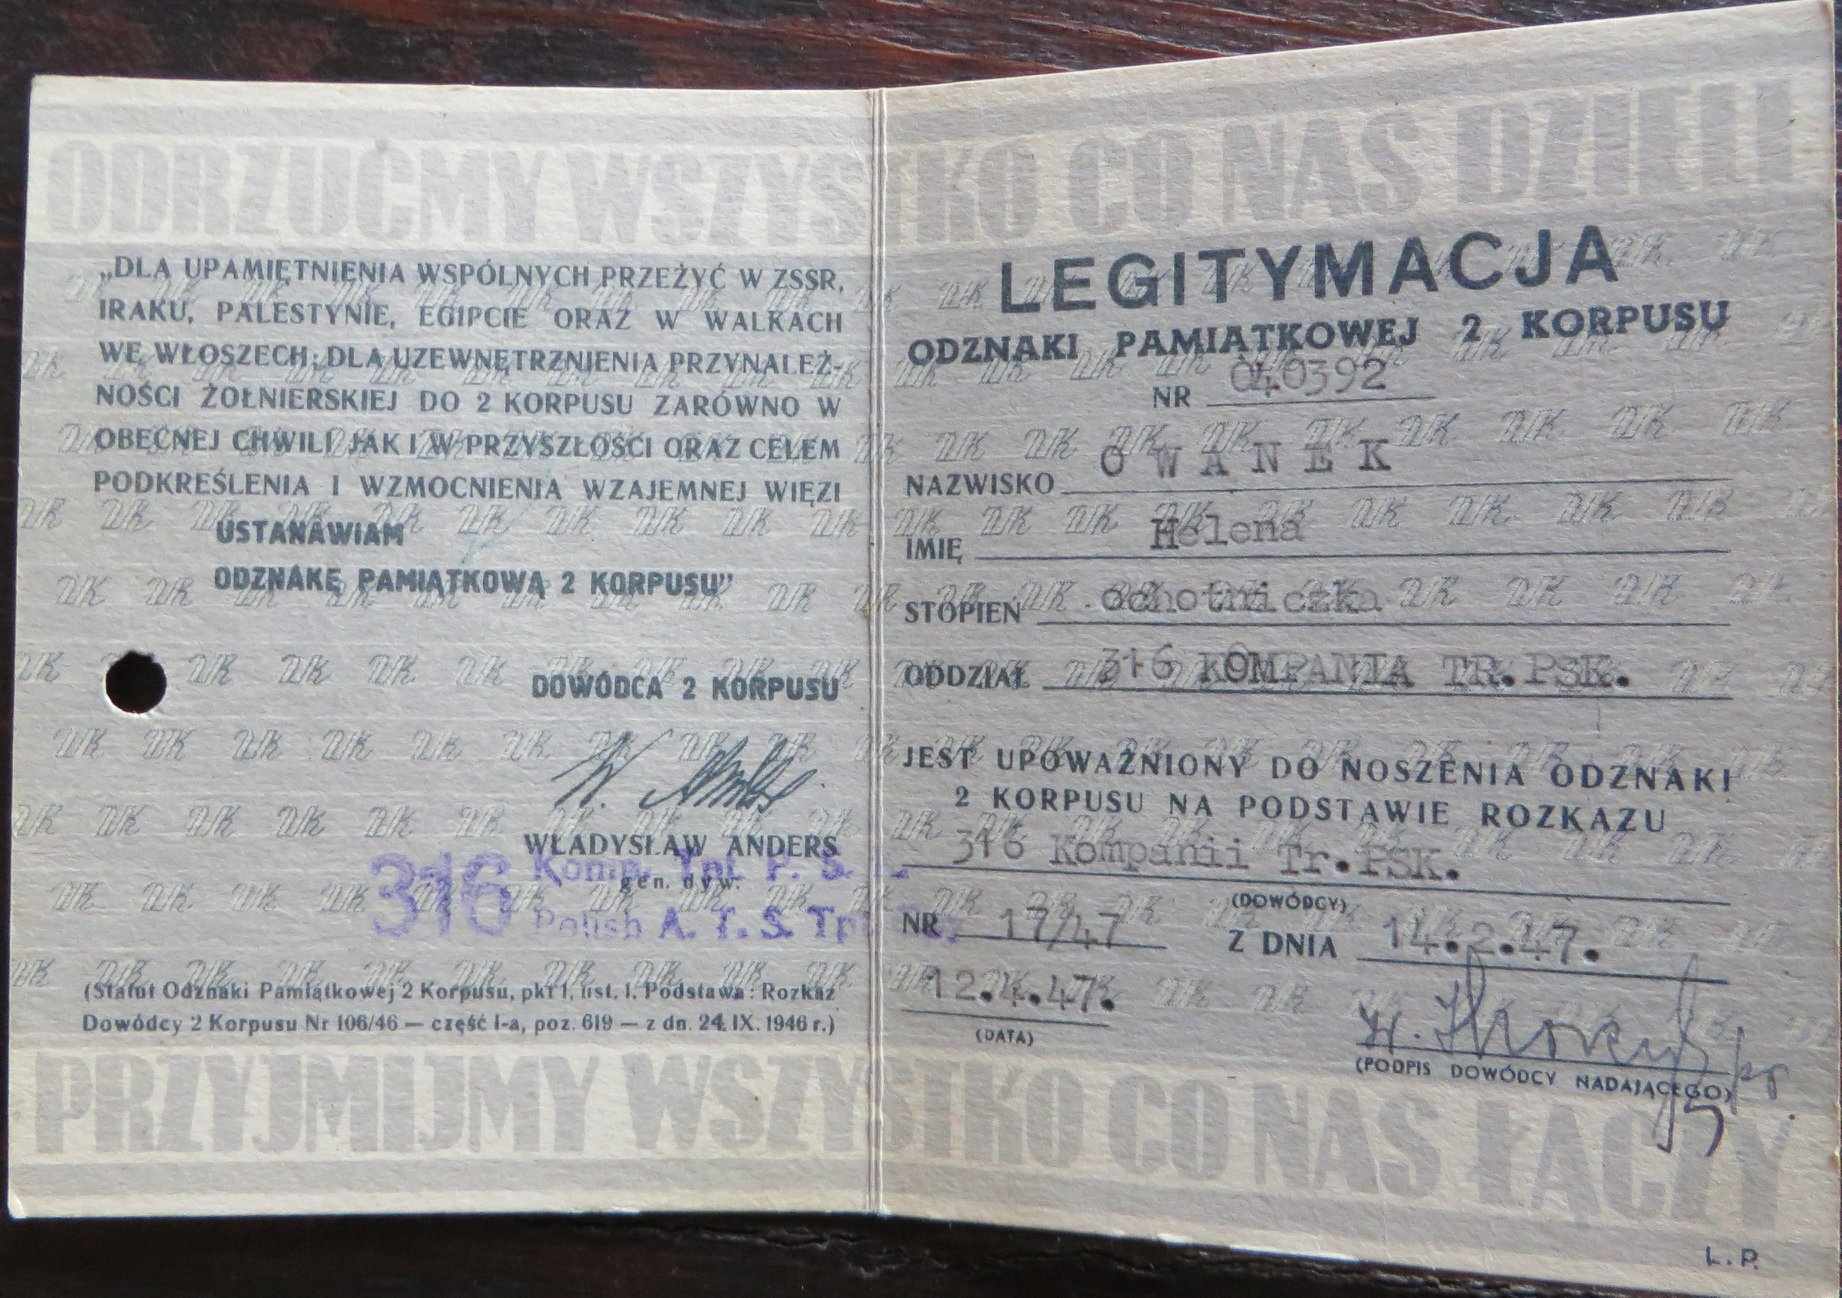 ODRZUĆMY WSZYSTKO CO NAS DZIELI
„DLA UPAMIĘTNIENIA WSPÓLNYCH PRZEŻYĆ W ZSSR,
IRAKU, PALESTYNIE, EGIPCIE ORAZ W WALKACH
WE WŁOSZECH; DLA UZEWNĘTRZNIENIA PRZYNALEŻ-
NOŚCI ŻOŁNIERSKIEJ DO 2 KORPUSU ZARÓWNO W
OBECNEJ CHWILI JAK I W PRZYSZŁOŚCI ORAZ CELEM
PODKREŚLENIA I WZMOCNIENIA WZAJEMNEJ WIĘZI
USTANAWIAM
ODZNAKĘ PAMIĄTKOWĄ 2 KORPUSU”
DOWÓDCA 2 KORPUSU
W. Anders
WŁADYSŁAW ANDERS
gen. dyw.
316 Komp. Tpt. P. S.
Polish A. T. S. Tpt
(Statut Odznaki Pamiątkowej 2 Korpusu, pkt 1, ust. 1. Podstawa: Rozkaz
Dowódcy 2 Korpusu Nr 106/46 — część I-a, poz. 619 — z dn. 24. IX. 1946 r.)
LEGITYMACJA
ODZNAKI PAMIĄTKOWEJ 2 KORPUSU
NR 040392
NAZWISKO OWANEK
IMIĘ Helena
STOPIEŃ ochotniczka
ODDZIAŁ 316 KOMPANIA TR.PSK.
JEST UPOWAŻNIONY DO NOSZENIA ODZNAKI
2 KORPUSU NA PODSTAWIE ROZKAZU
316 Kompanii Tr.PSK.
(DOWÓDCY)
NR 17/47 Z DNIA 14.2.47.
12.4.47.
(DATA)
(PODPIS DOWÓDCY NADAJĄCEGO)
PRZYJMIJMY WSZYSTKO CO NAS ŁĄCZY
L. P.